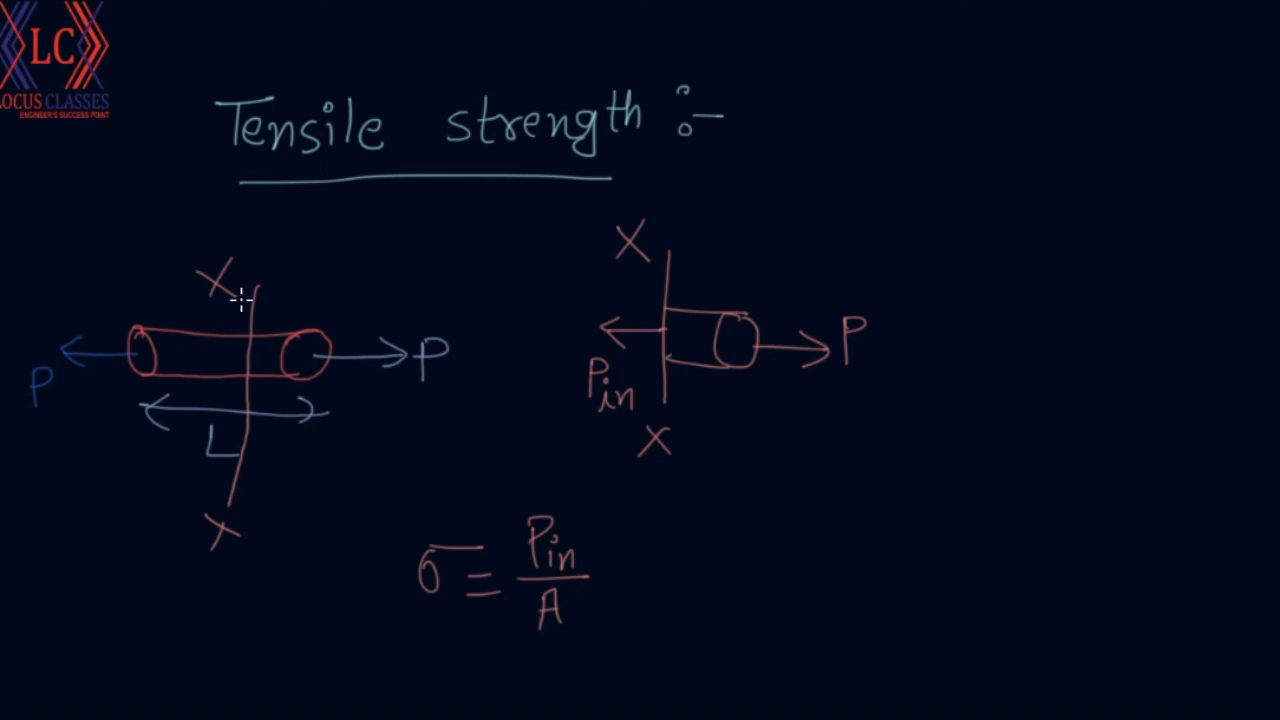 LC
LOCUS CLASSES
ENGINEER'S SUCCESS POINT
Tensile strength :-
X
X
P
P
P
P
L
Pin
X
X
σ = Pin
A